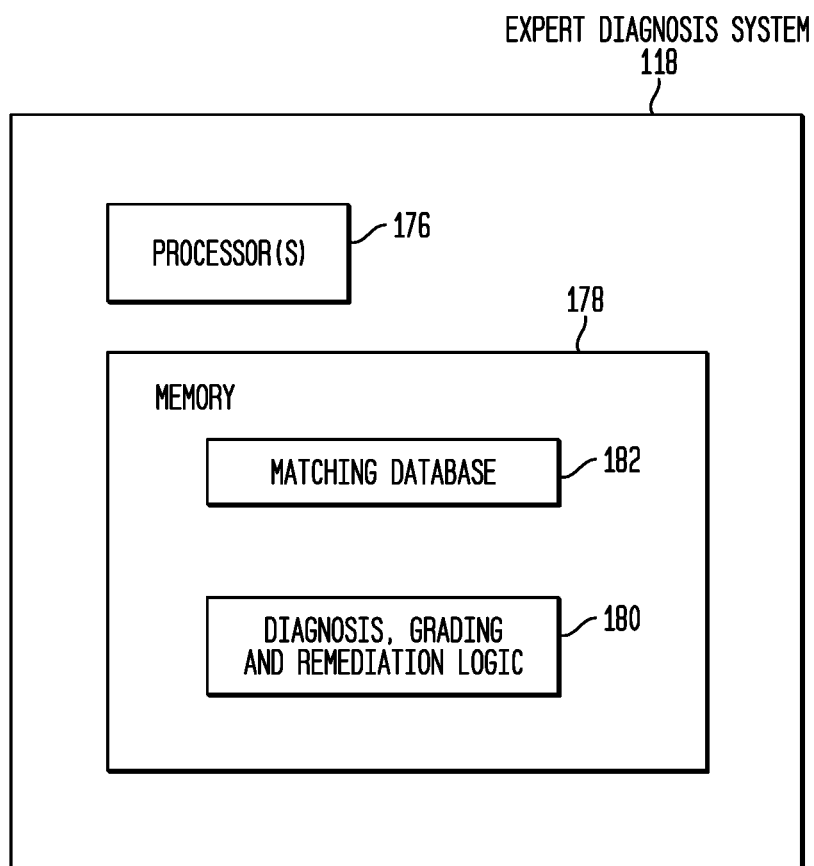 EXPERT DIAGNOSIS SYSTEM
118
PROCESSOR(S)
176
178
MEMORY
MATCHING DATABASE
182
DIAGNOSIS, GRADING
AND REMEDIATION LOGIC
180